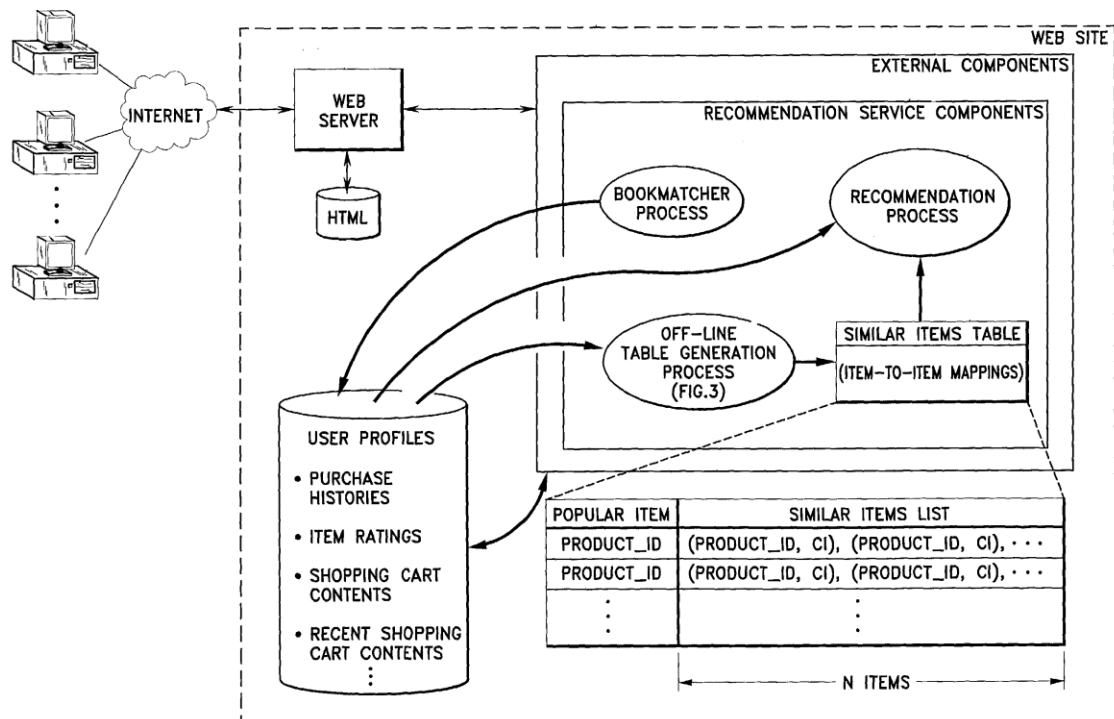 WEB SITE
EXTERNAL COMPONENTS
RECOMMENDATION SERVICE COMPONENTS
INTERNET
WEB
SERVER
HTML
BOOKMATCHER
PROCESS
RECOMMENDATION
PROCESS
OFF-LINE
TABLE GENERATION
PROCESS
(FIG.3)
SIMILAR ITEMS TABLE
(ITEM-TO-ITEM MAPPINGS)
USER PROFILES
• PURCHASE
HISTORIES
• ITEM RATINGS
• SHOPPING CART
CONTENTS
• RECENT SHOPPING
CART CONTENTS
POPULAR ITEM SIMILAR ITEMS LIST
PRODUCT_ID (PRODUCT_ID, CI), (PRODUCT_ID, CI), ···
PRODUCT_ID (PRODUCT_ID, CI), (PRODUCT_ID, CI), ···
N ITEMS